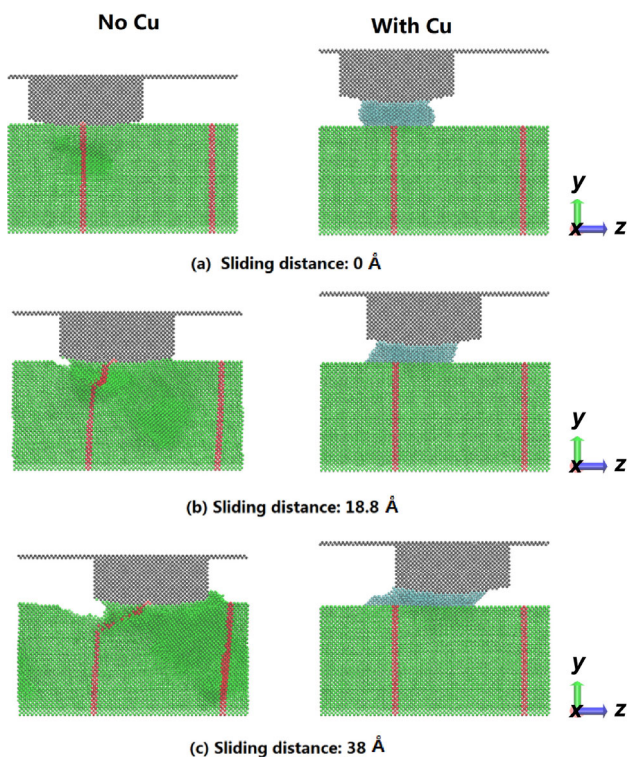 No Cu With Cu
y
x z
(a) Sliding distance: 0 Å
y
x z
(b) Sliding distance: 18.8 Å
y
x z
(c) Sliding distance: 38 Å